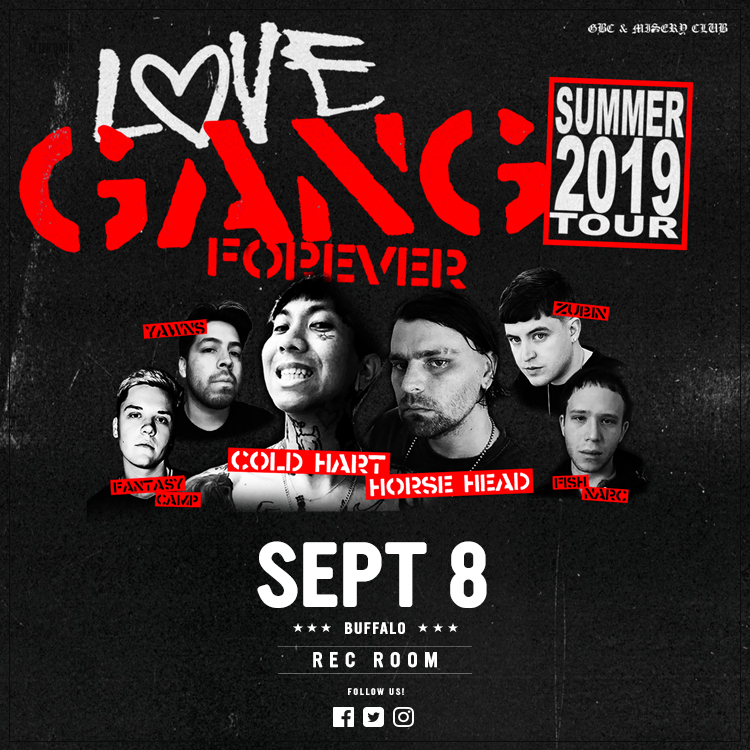 GBC & MISERY CLUB
LOVE
GANG
FOREVER
SUMMER
2019
TOUR
YAWNS
ZUBIN
COLD HART
HORSE HEAD
FANTASY
CAMP
FISH
NARC
SEPT 8
★★★ BUFFALO ★★★
REC ROOM
FOLLOW US!